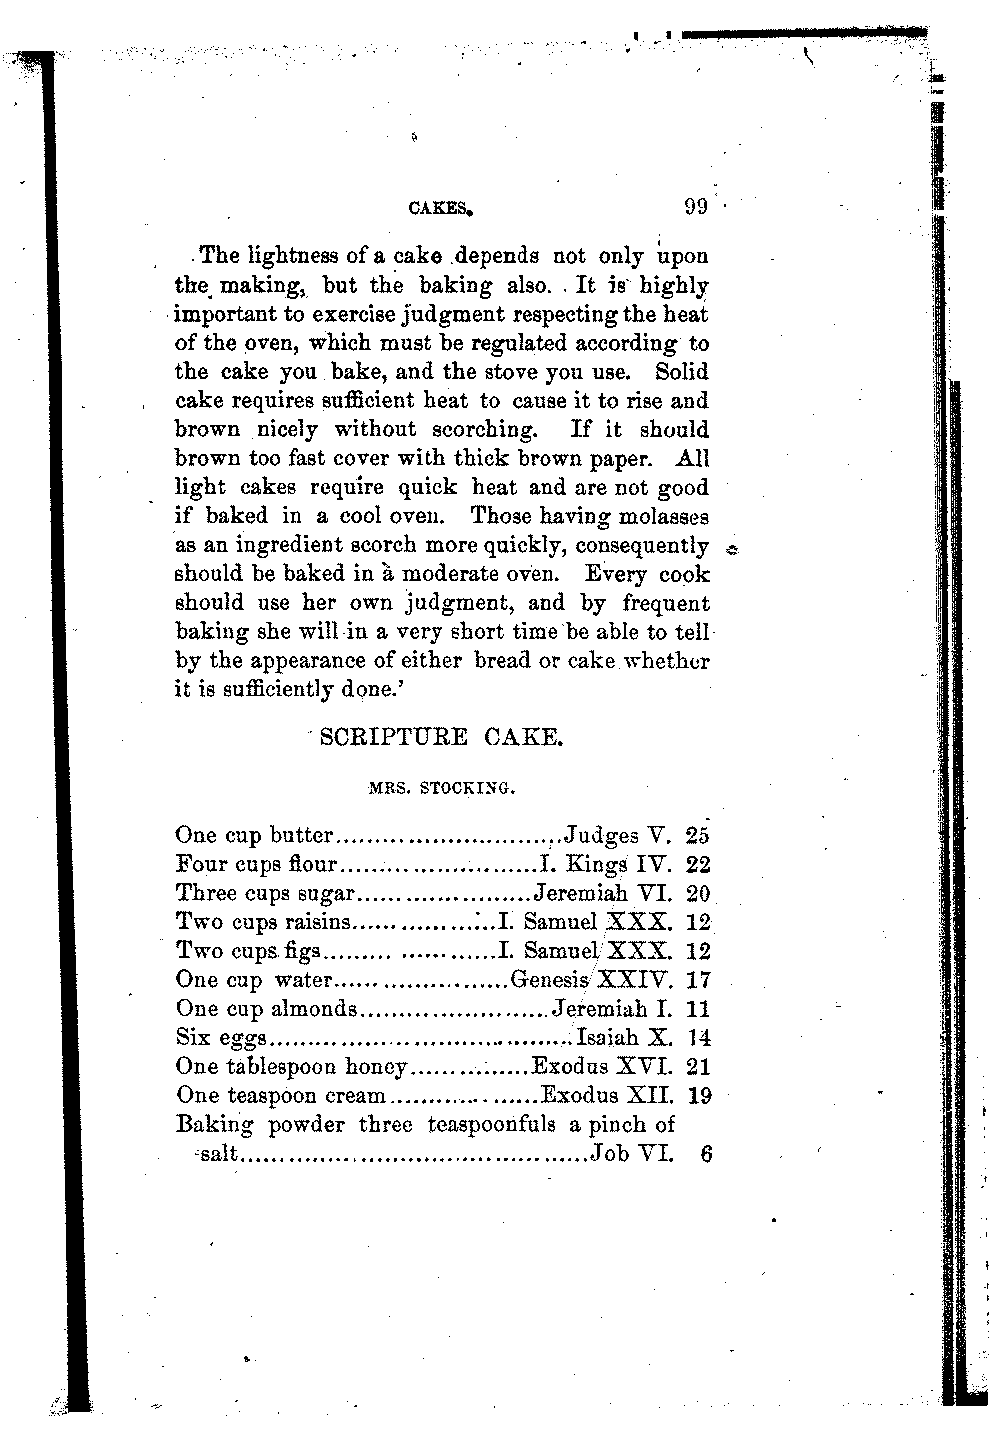 CAKES. 99
The lightness of a cake depends not only upon
the making, but the baking also. It is highly
important to exercise judgment respecting the heat
of the oven, which must be regulated according to
the cake you bake, and the stove you use. Solid
cake requires sufficient heat to cause it to rise and
brown nicely without scorching. If it should
brown too fast cover with thick brown paper. All
light cakes require quick heat and are not good
if baked in a cool oven. Those having molasses
as an ingredient scorch more quickly, consequently
should be baked in a moderate oven. Every cook
should use her own judgment, and by frequent
baking she will in a very short time be able to tell
by the appearance of either bread or cake whether
it is sufficiently done.'
SCRIPTURE CAKE.
MRS. STOCKING.
One cup butter............................Judges V. 25
Four cups flour.........................I. Kings IV. 22
Three cups sugar......................Jeremiah VI. 20
Two cups raisins..................I. Samuel XXX. 12
Two cups figs.....................I. Samuel XXX. 12
One cup water......................Genesis XXIV. 17
One cup almonds........................Jeremiah I. 11
Six eggs......................................Isaiah X. 14
One tablespoon honey...............Exodus XVI. 21
One teaspoon cream...................Exodus XII. 19
Baking powder three teaspoonfuls a pinch of
salt............................................Job VI. 6